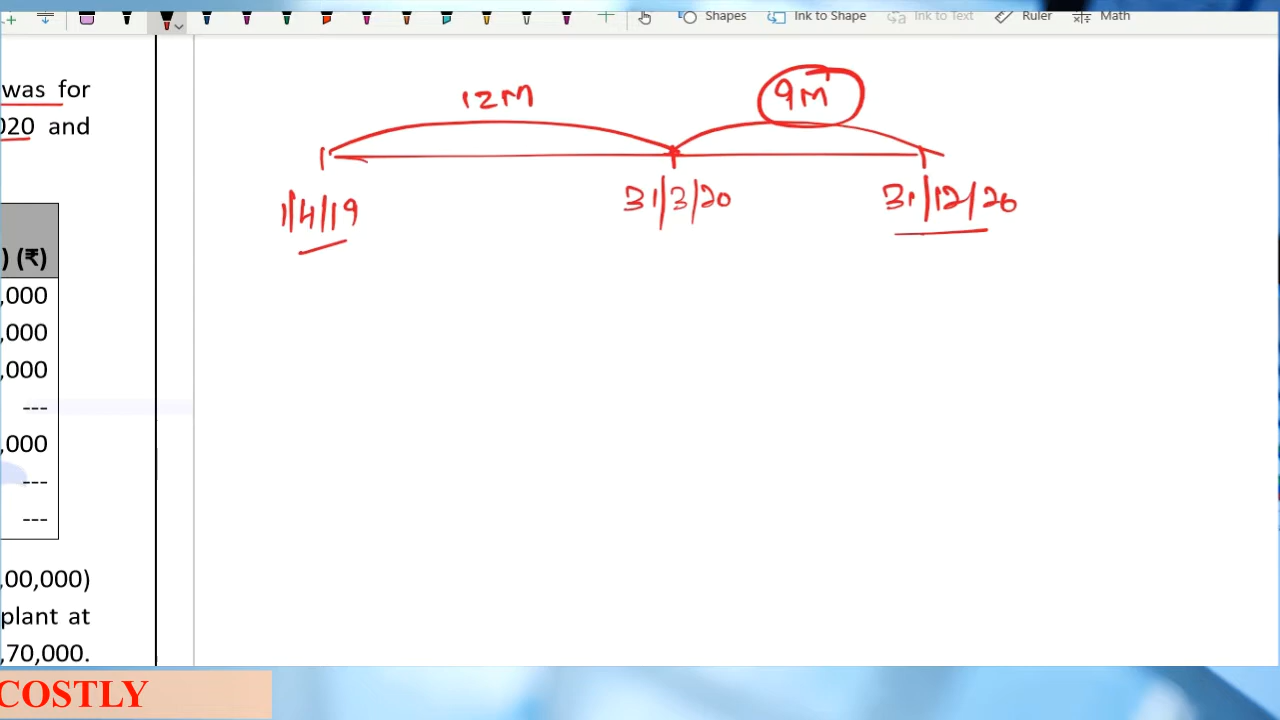 Shapes Ink to Shape Ink to Text Ruler Math
was for
020 and
) (₹)
,000
,000
,000
---
,000
---
---
,00,000)
plant at
,70,000.
12M 9M
1/4/19 31/3/20 31/12/20
COSTLY